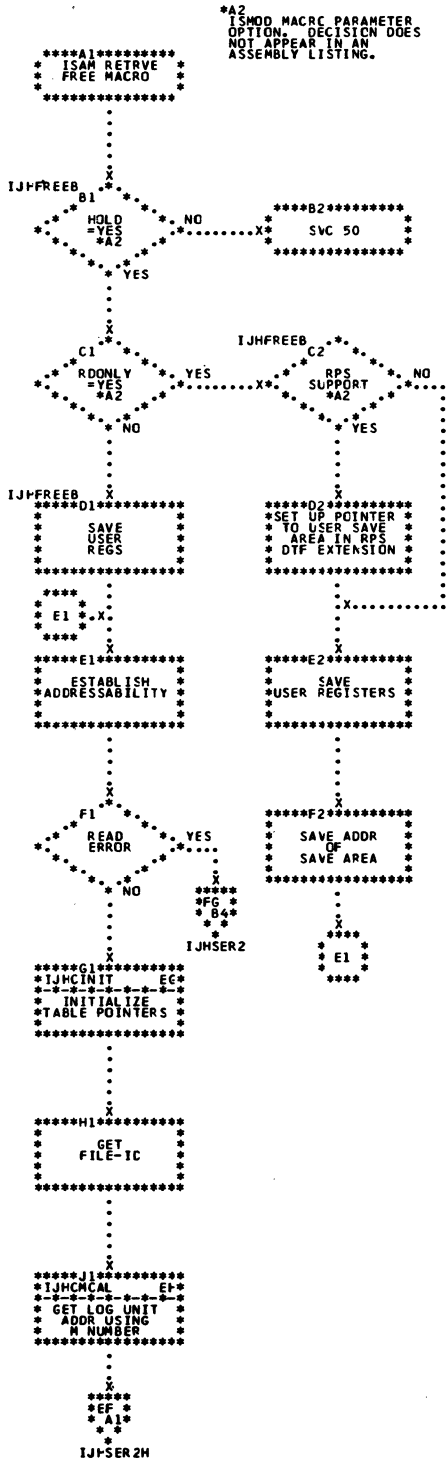 *A2
ISMOD MACRC PARAMETER
OPTION. DECISICN DOES
NOT APPEAR IN AN
ASSEMBLY LISTING.
A1
ISAM RETRVE
FREE MACRO
IJHFREEB
B1
HOLD
=YES
*A2
NO
YES
B2
SVC 50
C1
RDONLY
=YES
*A2
YES
NO
IJHFREEB
C2
RPS
SUPPORT
*A2
NO
YES
IJHFREEB
D1
SAVE
USER
REGS
D2
SET UP POINTER
TO USER SAVE
AREA IN RPS
DTF EXTENSION
E1
E1
ESTABLISH
ADDRESSABILITY
E2
SAVE
USER REGISTERS
F1
READ
ERROR
YES
NO
FG
B4
IJHSER2
F2
SAVE ADDR
OF
SAVE AREA
E1
G1
IJHCINIT EG
INITIALIZE
TABLE POINTERS
H1
GET
FILE-IC
J1
IJHCMCAL EH
GET LOG UNIT
ADDR USING
M NUMBER
EF
A1
IJHSER2H